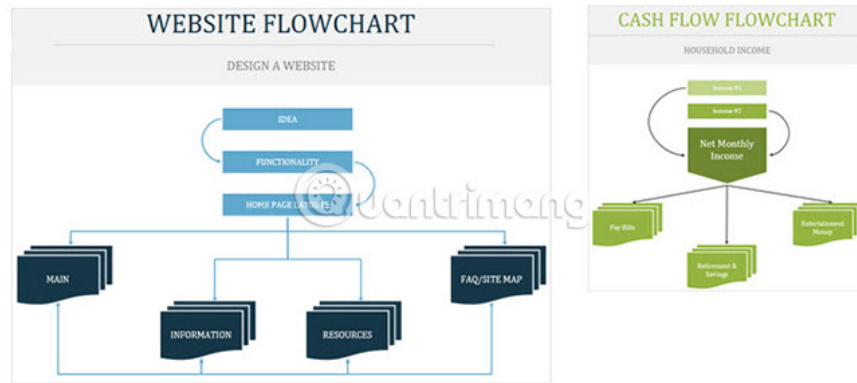 WEBSITE FLOWCHART
DESIGN A WEBSITE
IDEA
FUNCTIONALITY
HOME PAGE
MAIN
INFORMATION
RESOURCES
FAQ/SITE MAP
Quantrimang
CASH FLOW FLOWCHART
HOUSEHOLD INCOME
Income #1
Income #2
Net Monthly
Income
Pay Bills
Retirement &
Savings
Entertainment
Money